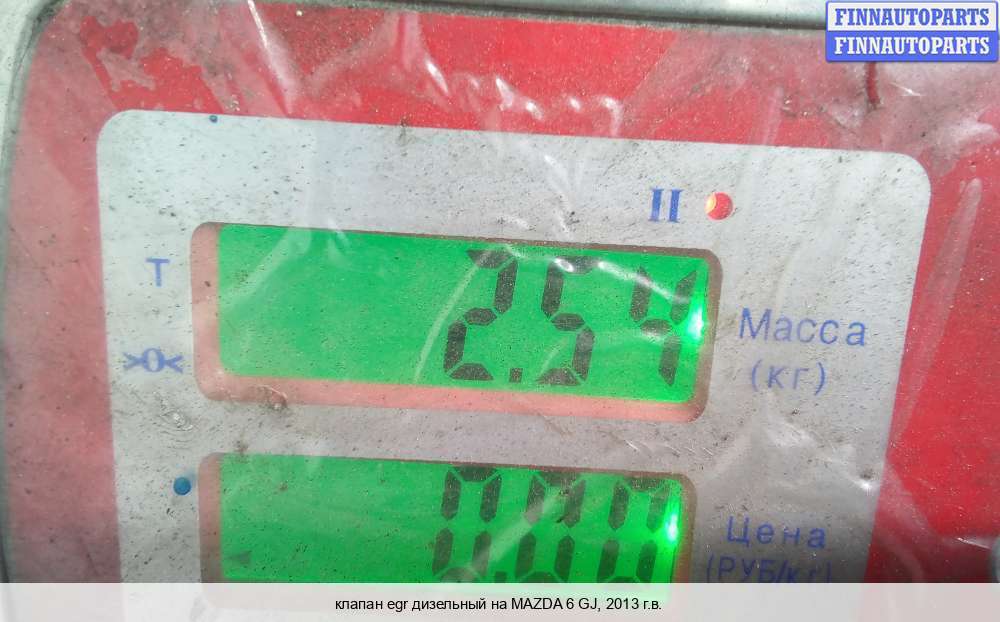 FINNAUTOPARTS
FINNAUTOPARTS
II
T
2.54
Масса
(кг)
>0<
0.00
Цена
(РУБ/кг)
клапан egr дизельный на MAZDA 6 GJ, 2013 г.в.